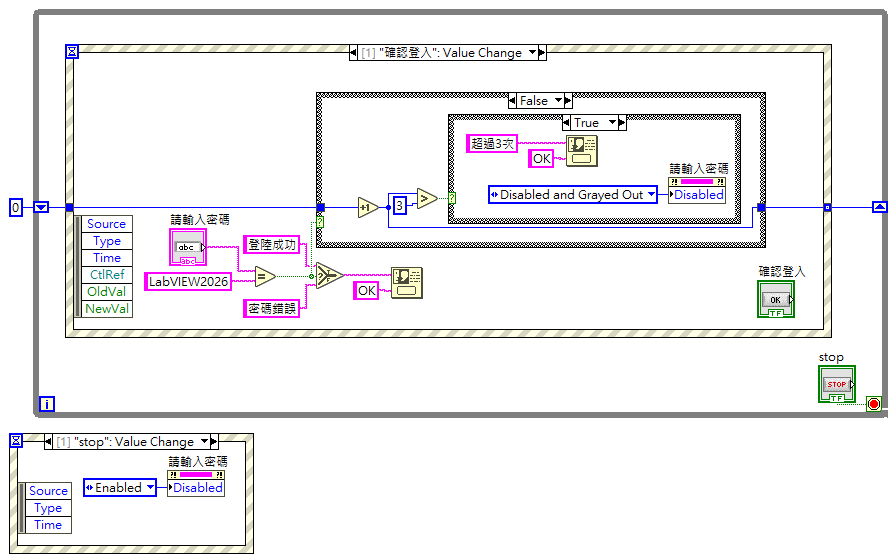 [1] "確認登入": Value Change
False
True
超過3次
OK
請輸入密碼
Disabled and Grayed Out
Disabled
+1
3
>
?
0
?
Source
Type
Time
CtlRef
OldVal
NewVal
請輸入密碼
abc
abc
LabVIEW2026
=
登陸成功
密碼錯誤
?
T
F
OK
確認登入
OK
TF
stop
STOP
TF
i
[1] "stop": Value Change
請輸入密碼
Enabled
Disabled
Source
Type
Time